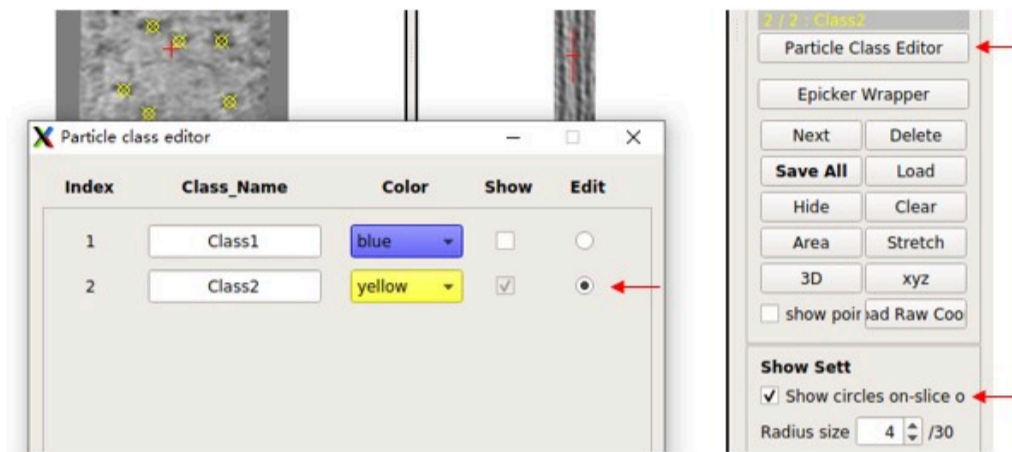 Particle class editor
Index Class_Name Color Show Edit
1 Class1 blue
2 Class2 yellow
2 / 2 : Class2
Particle Class Editor
Epicker Wrapper
Next Delete
Save All Load
Hide Clear
Area Stretch
3D xyz
show poir oad Raw Coo
Show Sett
Show circles on-slice o
Radius size 4 /30